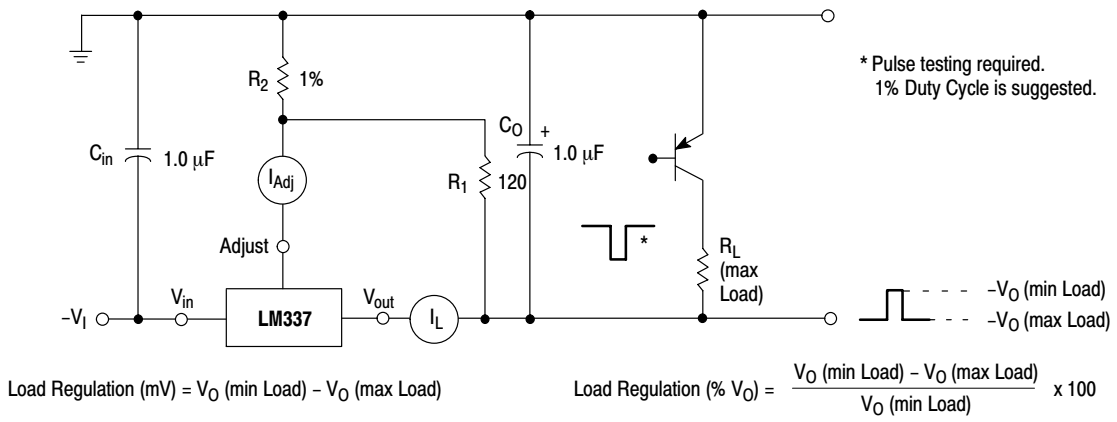 * Pulse testing required.
1% Duty Cycle is suggested.
R2 1%
CO +
1.0 μF
Cin 1.0 μF
IAdj
R1 120
Adjust
*
RL
(max
Load)
–VI Vin LM337 Vout IL
–VO (min Load)
–VO (max Load)
Load Regulation (mV) = VO (min Load) – VO (max Load)
Load Regulation (% VO) = VO (min Load) – VO (max Load) x 100
VO (min Load)